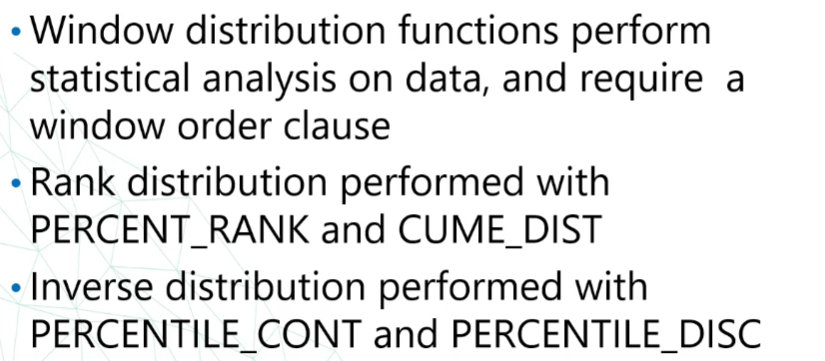 • Window distribution functions perform
statistical analysis on data, and require  a
window order clause
• Rank distribution performed with
PERCENT_RANK and CUME_DIST
• Inverse distribution performed with
PERCENTILE_CONT and PERCENTILE_DISC